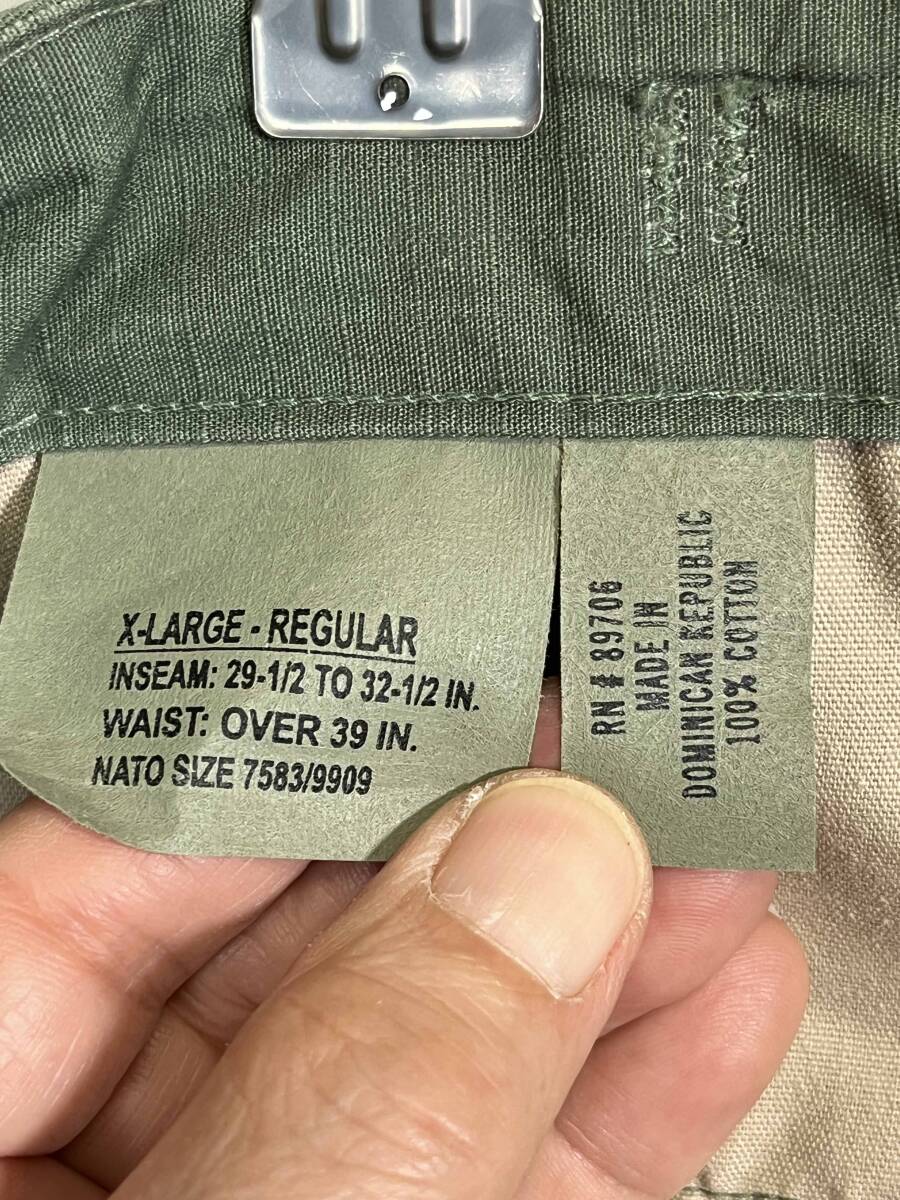 X-LARGE - REGULAR
INSEAM: 29-1/2 TO 32-1/2 IN.
WAIST: OVER 39 IN.
NATO SIZE 7583/9909
RN # 89706
MADE IN
DOMINICAN REPUBLIC
100% COTTON